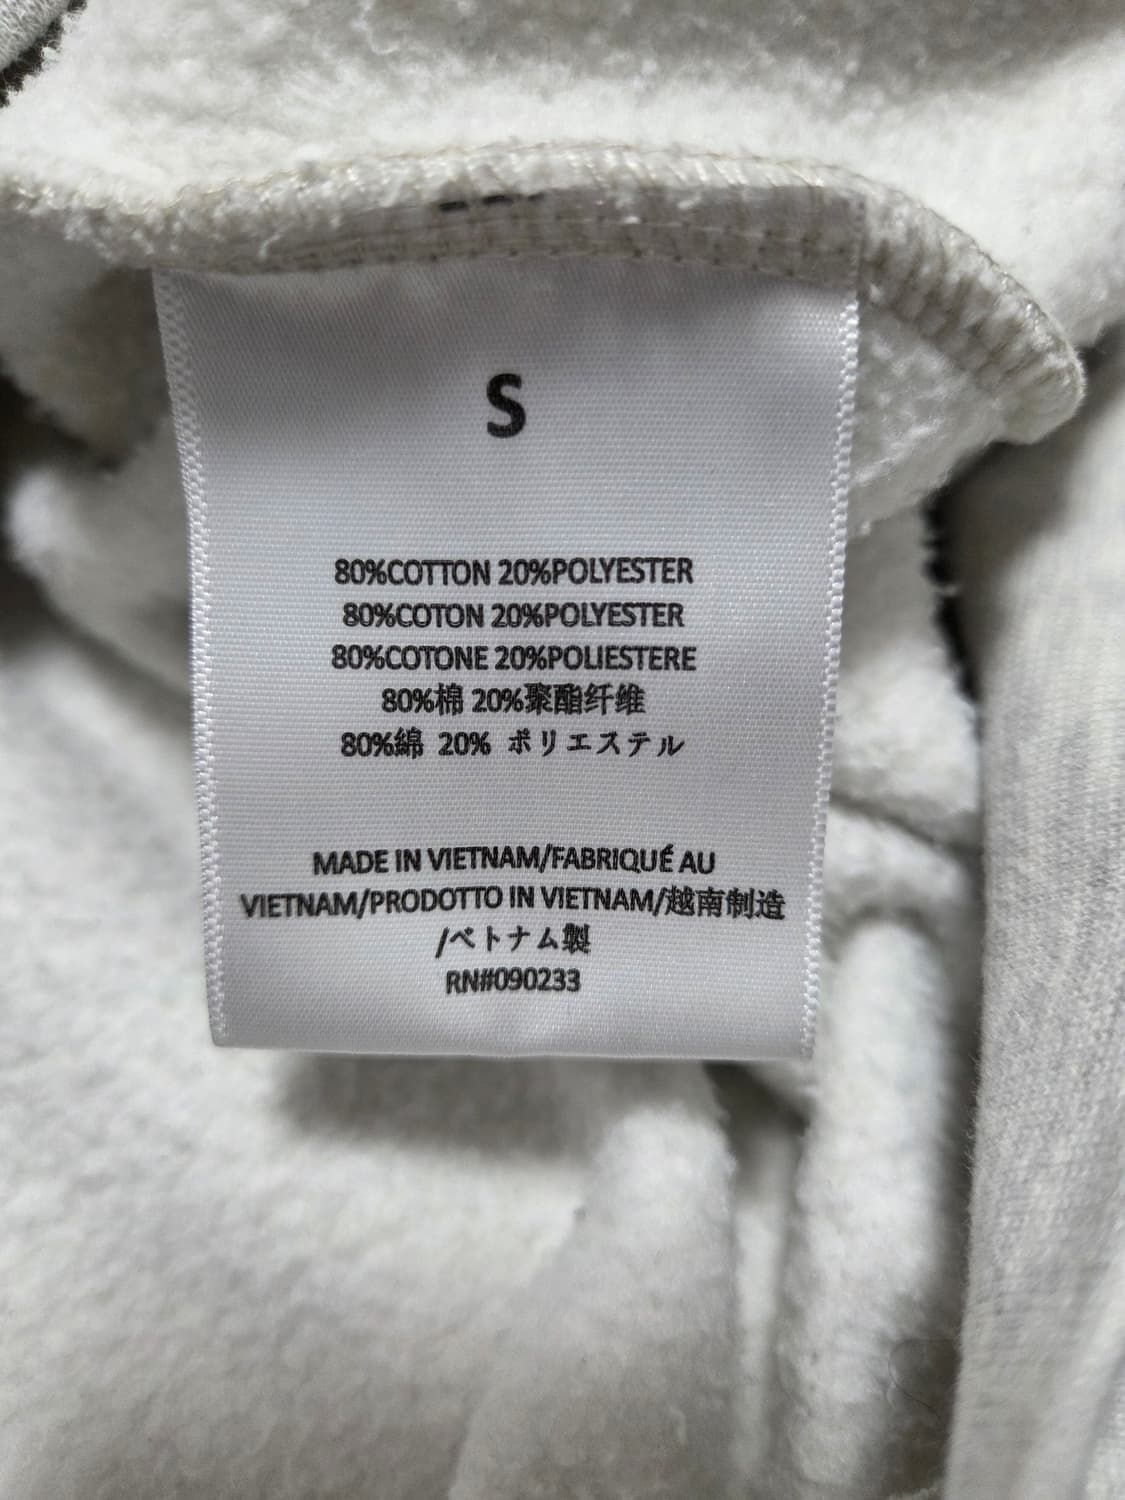 S
80%COTTON 20%POLYESTER
80%COTON 20%POLYESTER
80%COTONE 20%POLIESTERE
80%棉 20%聚酯纤维
80%綿 20% ポリエステル
MADE IN VIETNAM/FABRIQUÉ AU
VIETNAM/PRODOTTO IN VIETNAM/越南制造
/ベトナム製
RN#090233